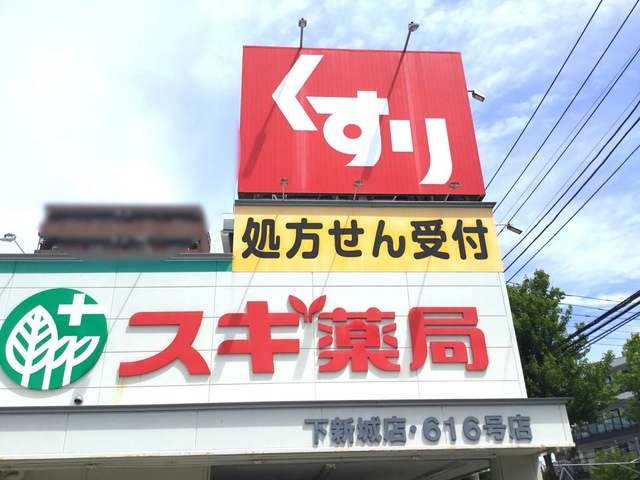 くすり
処方せん受付
スギ薬局
下新城店・616号店